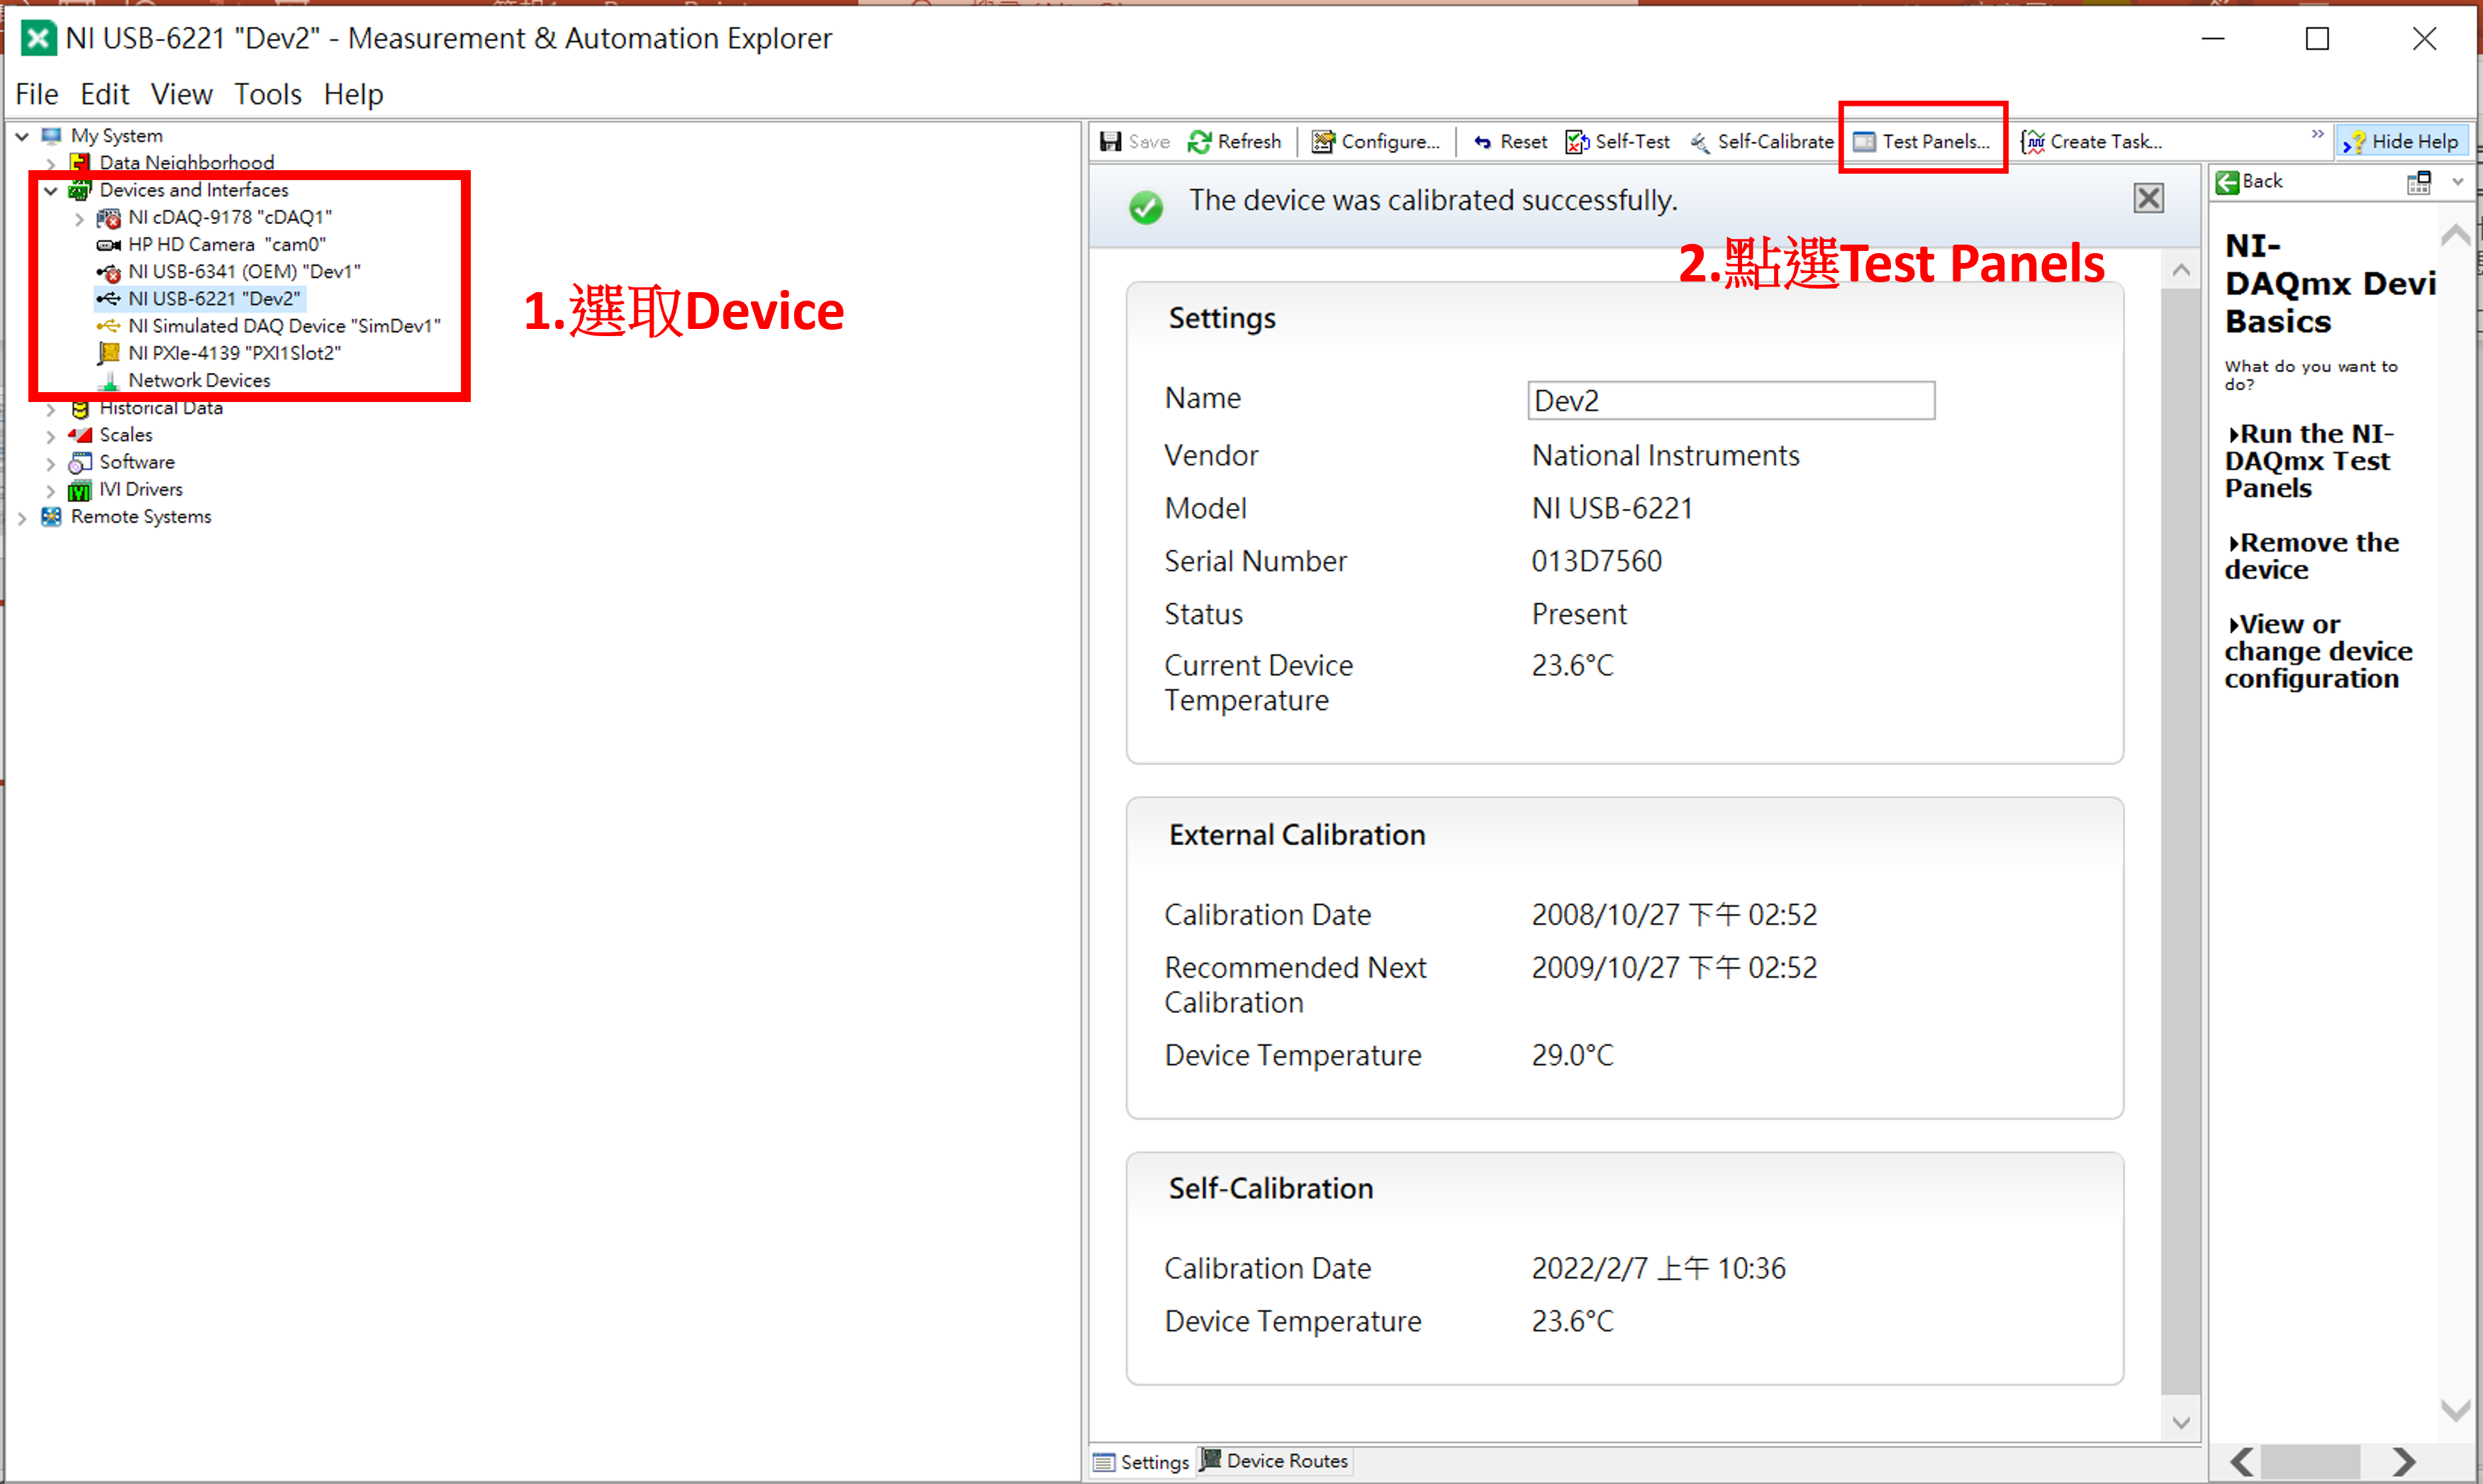 NI USB-6221 "Dev2" - Measurement & Automation Explorer
File Edit View Tools Help
My System
Data Neighborhood
Devices and Interfaces
NI cDAQ-9178 "cDAQ1"
HP HD Camera "cam0"
NI USB-6341 (OEM) "Dev1"
NI USB-6221 "Dev2"
NI Simulated DAQ Device "SimDev1"
NI PXIe-4139 "PXI1Slot2"
Network Devices
Historical Data
Scales
Software
IVI Drivers
Remote Systems
1.選取Device
Save Refresh Configure... Reset Self-Test Self-Calibrate Test Panels... Create Task... » Hide Help
The device was calibrated successfully.
2.點選Test Panels
Settings
Name Dev2
Vendor National Instruments
Model NI USB-6221
Serial Number 013D7560
Status Present
Current Device 23.6°C
Temperature
External Calibration
Calibration Date 2008/10/27 下午 02:52
Recommended Next 2009/10/27 下午 02:52
Calibration
Device Temperature 29.0°C
Self-Calibration
Calibration Date 2022/2/7 上午 10:36
Device Temperature 23.6°C
Settings Device Routes
Back
NI-
DAQmx Devi
Basics
What do you want to
do?
Run the NI-
DAQmx Test
Panels
Remove the
device
View or
change device
configuration